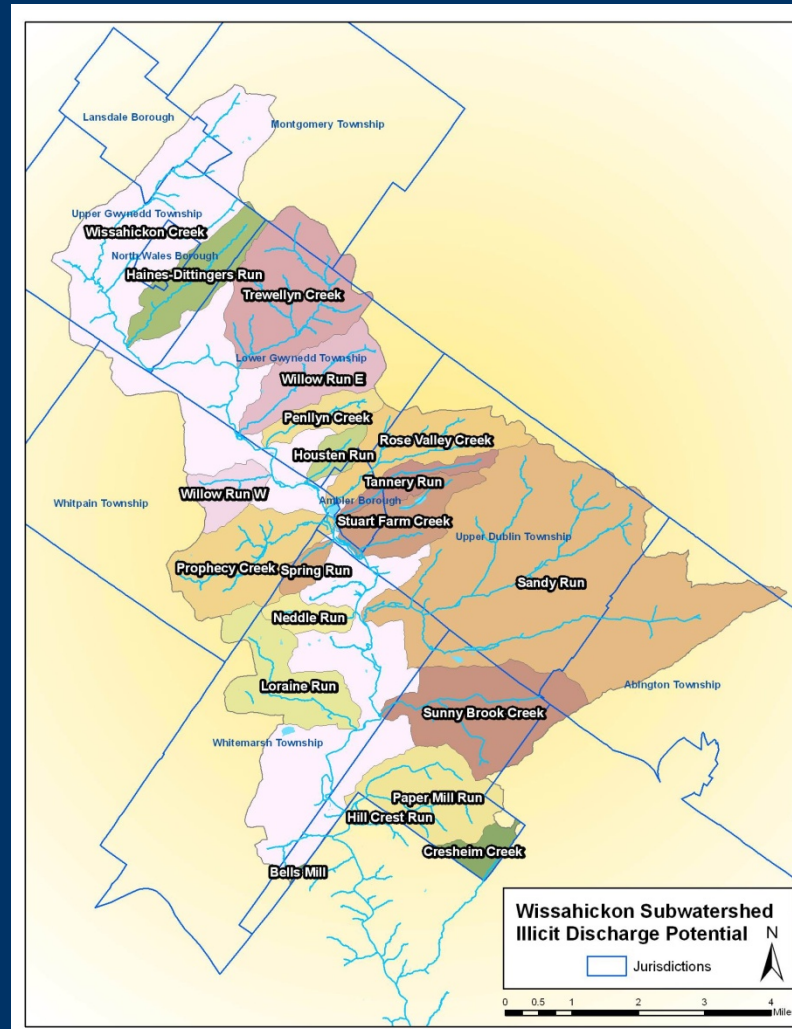 Lansdale Borough
Montgomery Township
Upper Gwynedd Township
Wissahickon Creek
North Wales Borough
Haines-Dittingers Run
Trewellyn Creek
Lower Gwynedd Township
Willow Run E
Penllyn Creek
Rose Valley Creek
Housten Run
Tannery Run
Willow Run W
Ambler Borough
Whitpain Township
Stuart Farm Creek
Upper Dublin Township
Prophecy Creek
Spring Run
Sandy Run
Neddle Run
Loraine Run
Abington Township
Sunny Brook Creek
Whitemarsh Township
Paper Mill Run
Hill Crest Run
Cresheim Creek
Bells Mill
Wissahickon Subwatershed
Illicit Discharge Potential
N
Jurisdictions
0 0.5 1 2 3 4
Miles